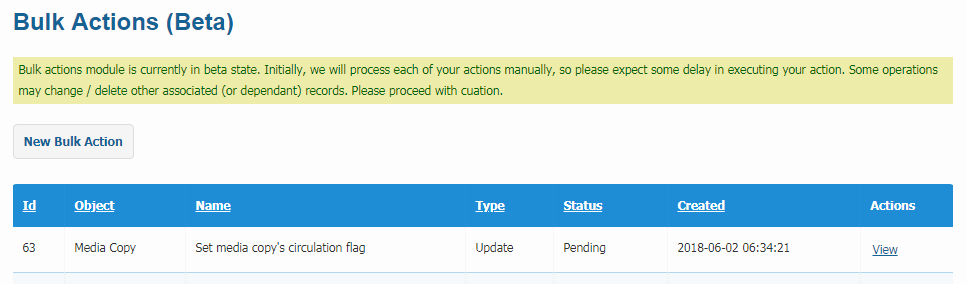 Bulk Actions (Beta)
Bulk actions module is currently in beta state. Initially, we will process each of your actions manually, so please expect some delay in executing your action. Some operations
may change / delete other associated (or dependant) records. Please proceed with cuation.
New Bulk Action
Id Object Name Type Status Created Actions
63 Media Copy Set media copy's circulation flag Update Pending 2018-06-02 06:34:21 View